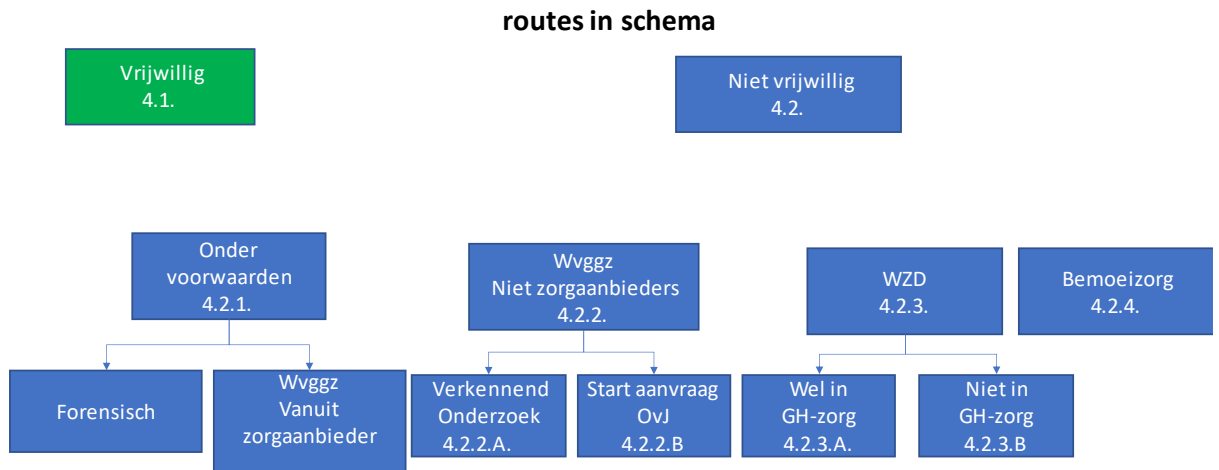 routes in schema
Vrijwillig
4.1.
Niet vrijwillig
4.2.
Onder
voorwaarden
4.2.1.
Wvggz
Niet zorgaanbieders
4.2.2.
WZD
4.2.3.
Bemoeizorg
4.2.4.
Forensisch
Wvggz
Vanuit
zorgaanbieder
Verkennend
Onderzoek
4.2.2.A.
Start aanvraag
OvJ
4.2.2.B
Wel in
GH-zorg
4.2.3.A.
Niet in
GH-zorg
4.2.3.B